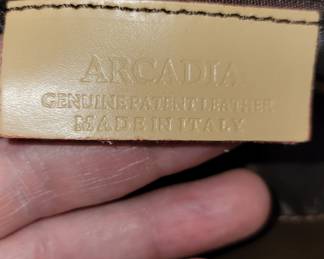 ARCADIA
GENUINE PATENT LEATHER
MADE IN ITALY